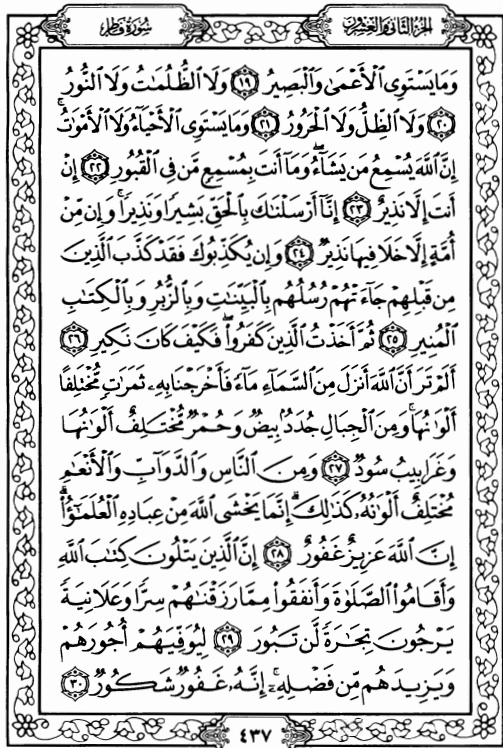 الجزء الثاني والعشرون
سورة فاطر
وَمَا يَسْتَوِى ٱلْأَعْمَىٰ وَٱلْبَصِيرُ ١٩ وَلَا ٱلظُّلُمَٰتُ وَلَا ٱلنُّورُ
٢٠ وَلَا ٱلظِّلُّ وَلَا ٱلْحَرُورُ ٢١ وَمَا يَسْتَوِى ٱلْأَحْيَآءُ وَلَا ٱلْأَمْوَٰتُ ۚ
إِنَّ ٱللَّهَ يُسْمِعُ مَن يَشَآءُ ۖ وَمَآ أَنتَ بِمُسْمِعٍ مَّن فِى ٱلْقُبُورِ ٢٢ إِنْ
أَنتَ إِلَّا نَذِيرٌ ٢٣ إِنَّآ أَرْسَلْنَٰكَ بِٱلْحَقِّ بَشِيرًا وَنَذِيرًا ۚ وَإِن مِّنْ
أُمَّةٍ إِلَّا خَلَا فِيهَا نَذِيرٌ ٢٤ وَإِن يُكَذِّبُوكَ فَقَدْ كَذَّبَ ٱلَّذِينَ
مِن قَبْلِهِمْ جَآءَتْهُمْ رُسُلُهُم بِٱلْبَيِّنَٰتِ وَبِٱلزُّبُرِ وَبِٱلْكِتَٰبِ
ٱلْمُنِيرِ ٢٥ ثُمَّ أَخَذْتُ ٱلَّذِينَ كَفَرُوا۟ ۖ فَكَيْفَ كَانَ نَكِيرِ ٢٦
أَلَمْ تَرَ أَنَّ ٱللَّهَ أَنزَلَ مِنَ ٱلسَّمَآءِ مَآءً فَأَخْرَجْنَا بِهِۦ ثَمَرَٰتٍ مُّخْتَلِفًا
أَلْوَٰنُهَا ۚ وَمِنَ ٱلْجِبَالِ جُدَدٌۢ بِيضٌ وَحُمْرٌ مُّخْتَلِفٌ أَلْوَٰنُهَا
وَغَرَابِيبُ سُودٌ ٢٧ وَمِنَ ٱلنَّاسِ وَٱلدَّوَآبِّ وَٱلْأَنْعَٰمِ
مُخْتَلِفٌ أَلْوَٰنُهُۥ كَذَٰلِكَ ۗ إِنَّمَا يَخْشَى ٱللَّهَ مِنْ عِبَادِهِ ٱلْعُلَمَٰٓؤُا۟ ۗ
إِنَّ ٱللَّهَ عَزِيزٌ غَفُورٌ ٢٨ إِنَّ ٱلَّذِينَ يَتْلُونَ كِتَٰبَ ٱللَّهِ
وَأَقَامُوا۟ ٱلصَّلَوٰةَ وَأَنفَقُوا۟ مِمَّا رَزَقْنَٰهُمْ سِرًّا وَعَلَانِيَةً
يَرْجُونَ تِجَٰرَةً لَّن تَبُورَ ٢٩ لِيُوَفِّيَهُمْ أُجُورَهُمْ
وَيَزِيدَهُم مِّن فَضْلِهِۦٓ ۚ إِنَّهُۥ غَفُورٌ شَكُورٌ ٣٠
٤٣٧